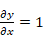 ∂y/∂x = 1